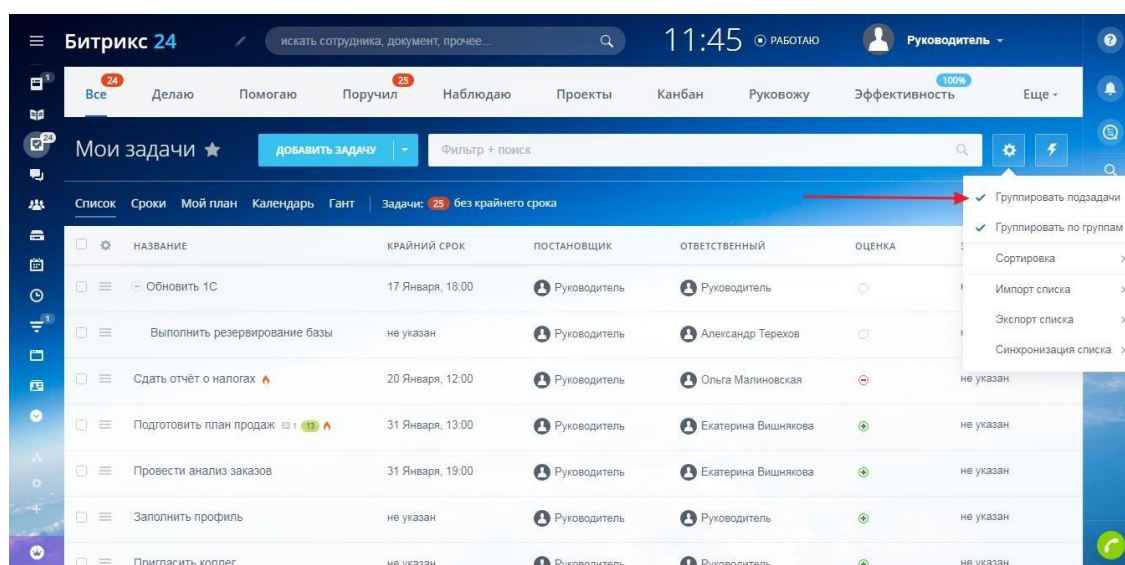 Битрикс 24
искать сотрудника, документ, прочее...
11:45 РАБОТАЮ
Руководитель
1
24
25
100%
Все Делаю Помогаю Поручил Наблюдаю Проекты Канбан Руковожу Эффективность Еще
24
Мои задачи
ДОБАВИТЬ ЗАДАЧУ
Фильтр + поиск
Список Сроки Мой план Календарь Гант Задачи: 25 без крайнего срока
Группировать подзадачи
Группировать по группам
Сортировка
Импорт списка
Экспорт списка
Синхронизация списка
НАЗВАНИЕ КРАЙНИЙ СРОК ПОСТАНОВЩИК ОТВЕТСТВЕННЫЙ ОЦЕНКА
Обновить 1С 17 Января, 18:00 Руководитель Руководитель
1
Выполнить резервирование базы не указан Руководитель Александр Терехов
Сдать отчёт о налогах 20 Января, 12:00 Руководитель Ольга Малиновская не указан
Подготовить план продаж 1 13 31 Января, 13:00 Руководитель Екатерина Вишнякова не указан
Провести анализ заказов 31 Января, 19:00 Руководитель Екатерина Вишнякова не указан
Заполнить профиль не указан Руководитель Руководитель не указан
Пригласить коллег не указан Руководитель Руководитель не указан